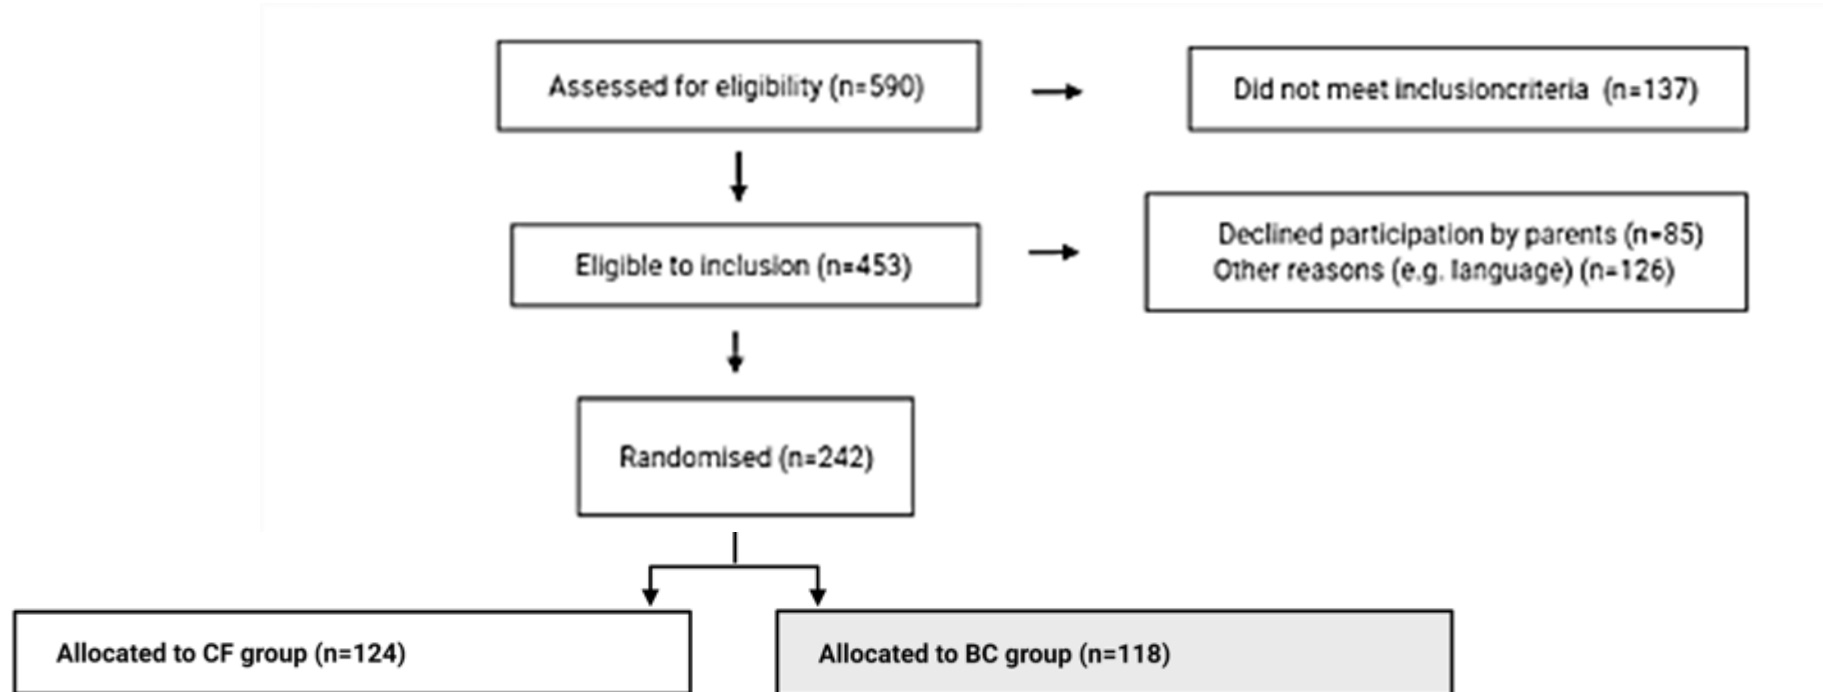 Assessed for eligibility (n=590)
Did not meet inclusioncriteria (n=137)
Eligible to inclusion (n=453)
Declined participation by parents (n=85)
Other reasons (e.g. language) (n=126)
Randomised (n=242)
Allocated to CF group (n=124)
Allocated to BC group (n=118)